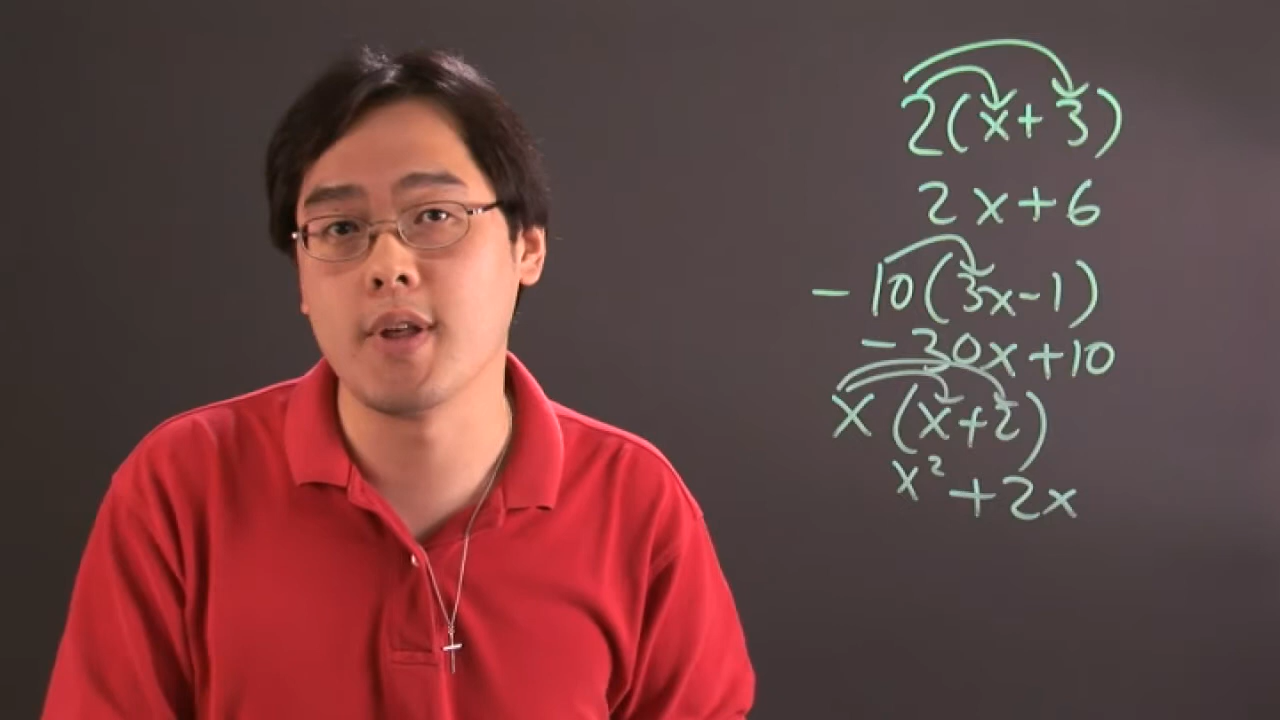 2(x+3)
2x+6
-10(3x-1)
-30x+10
x(x+2)
x²+2x